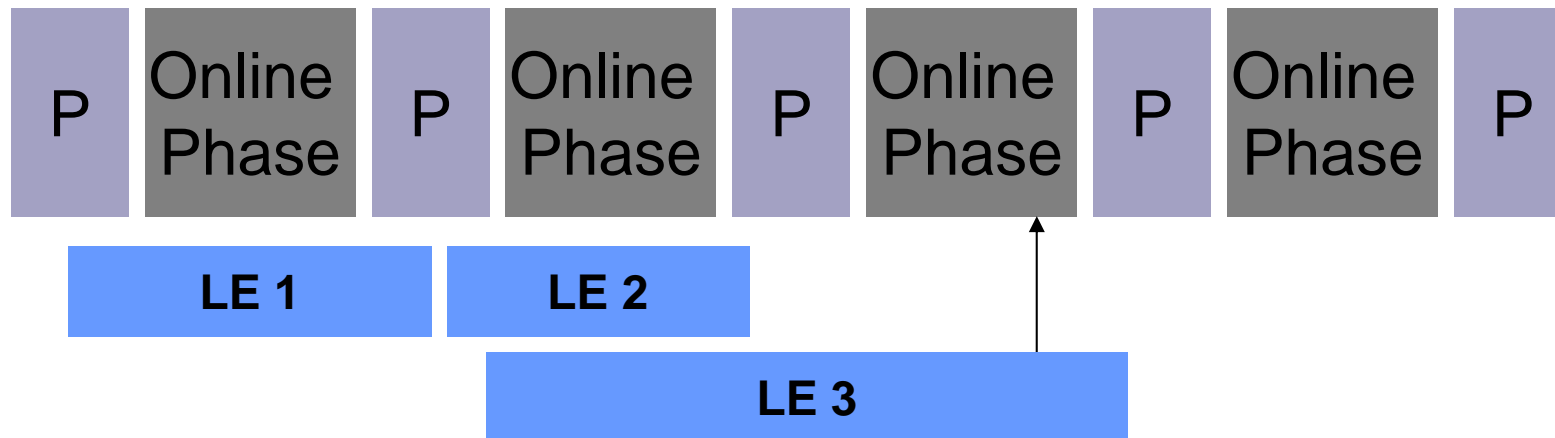 P
Online
Phase
P
Online
Phase
P
Online
Phase
P
Online
Phase
P
LE 1
LE 2
LE 3